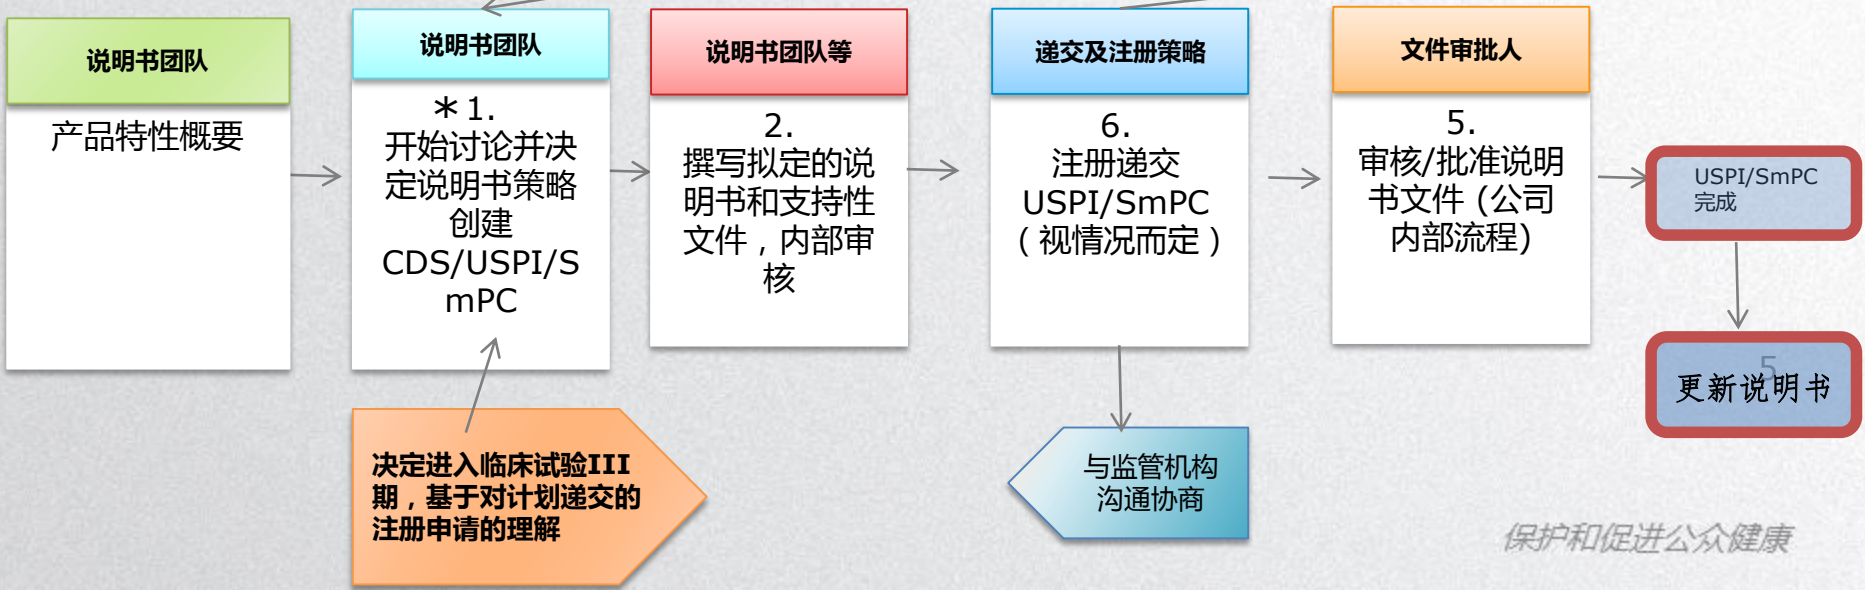 说明书团队
产品特性概要
说明书团队
*1.
开始讨论并决
定说明书策略
创建
CDS/USPI/S
mPC
决定进入临床试验III
期，基于对计划递交的
注册申请的理解
说明书团队等
2.
撰写拟定的说
明书和支持性
文件，内部审
核
递交及注册策略
6.
注册递交
USPI/SmPC
（视情况而定）
与监管机构
沟通协商
文件审批人
5.
审核/批准说明
书文件 (公司
内部流程)
USPI/SmPC
完成
5
更新说明书
保护和促进公众健康